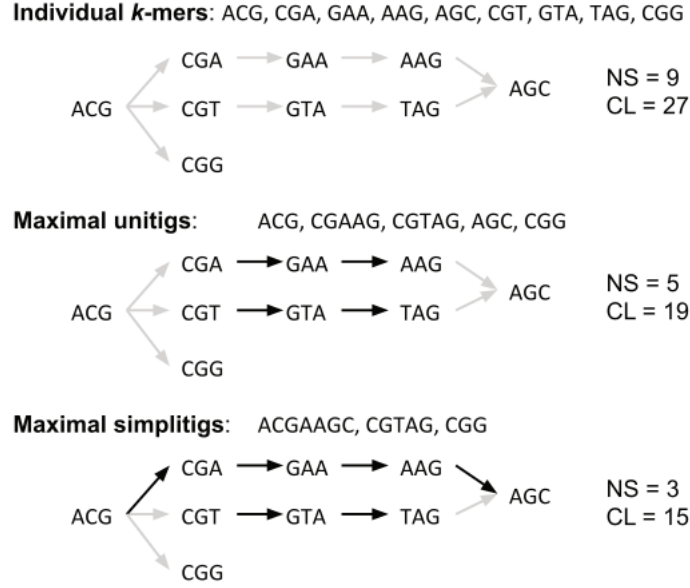 Individual k-mers: ACG, CGA, GAA, AAG, AGC, CGT, GTA, TAG, CGG
CGA GAA AAG
ACG CGT GTA TAG AGC
CGG
NS = 9
CL = 27
Maximal unitigs: ACG, CGAAG, CGTAG, AGC, CGG
CGA GAA AAG
ACG CGT GTA TAG AGC
CGG
NS = 5
CL = 19
Maximal simplitigs: ACGAAGC, CGTAG, CGG
CGA GAA AAG
ACG CGT GTA TAG AGC
CGG
NS = 3
CL = 15